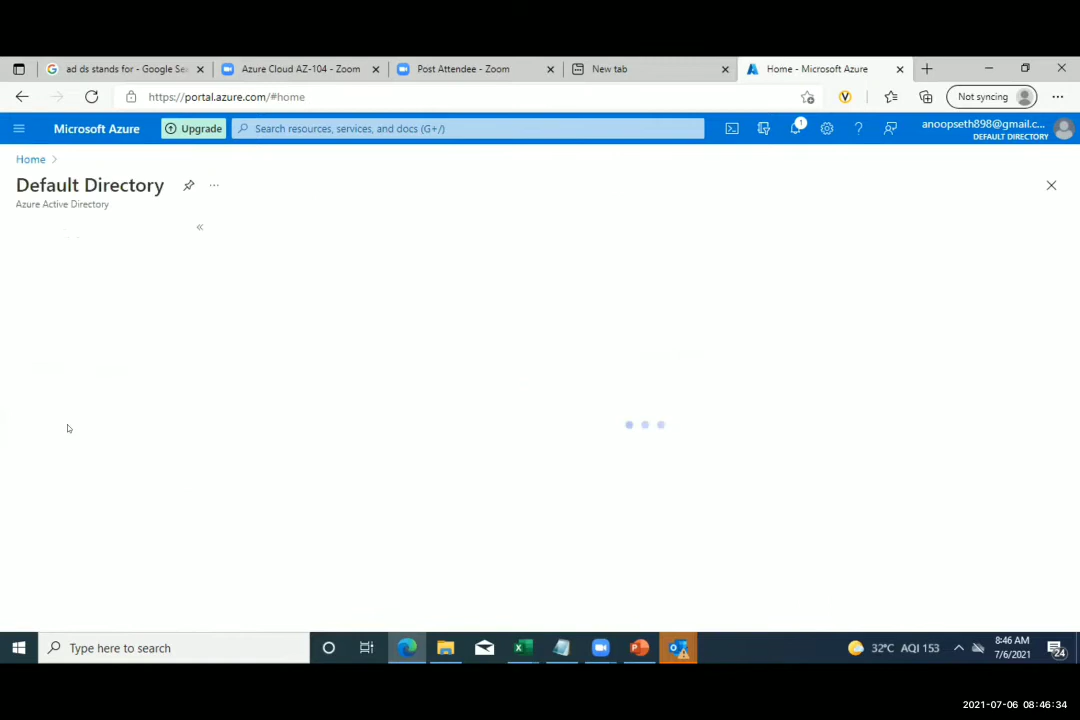 ad ds stands for - Google Se
Azure Cloud AZ-104 - Zoom
Post Attendee - Zoom
New tab
Home - Microsoft Azure
https://portal.azure.com/#home
Not syncing
Microsoft Azure
Upgrade
Search resources, services, and docs (G+/)
1
anoopseth898@gmail.c...
DEFAULT DIRECTORY
Home
Default Directory
Azure Active Directory
Type here to search
32°C AQI 153
8:46 AM
7/6/2021
24
2021-07-06 08:46:34